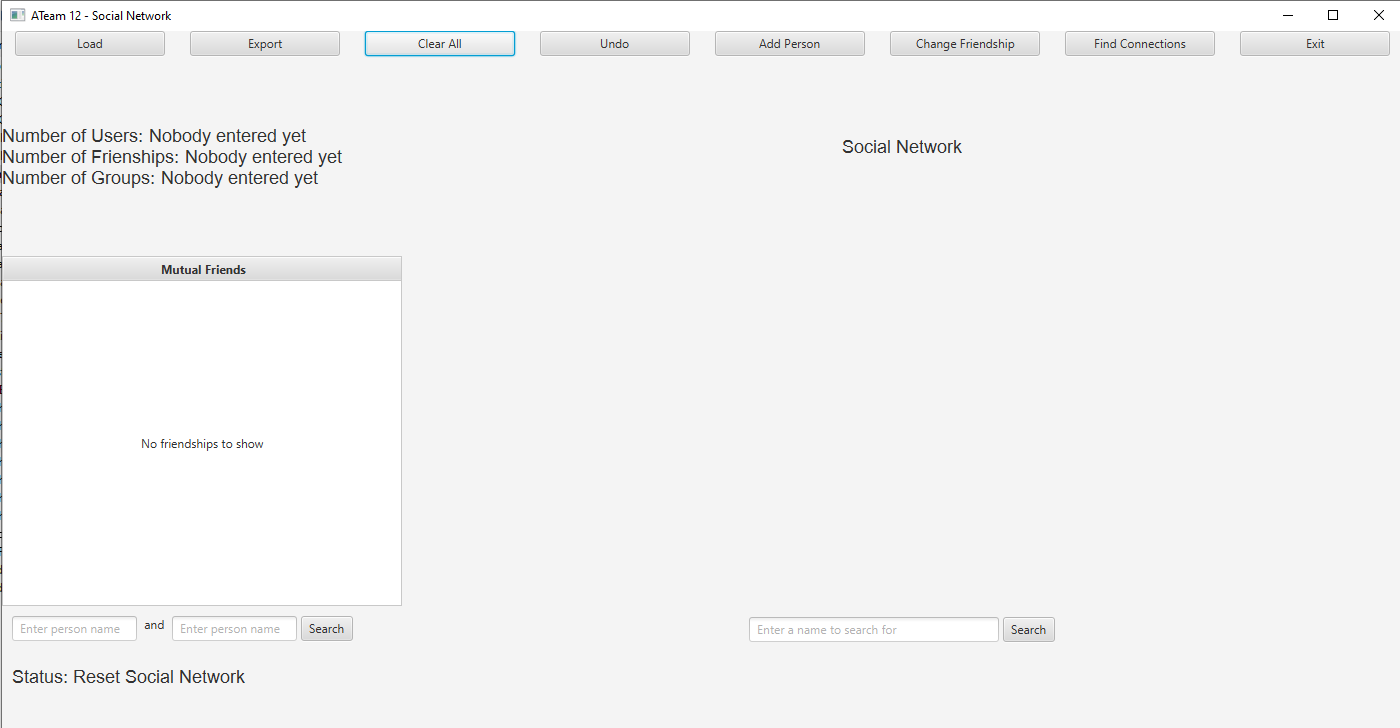 ATeam 12 - Social Network
Load Export Clear All Undo Add Person Change Friendship Find Connections Exit
Number of Users: Nobody entered yet
Number of Frienships: Nobody entered yet
Number of Groups: Nobody entered yet
Social Network
Mutual Friends
No friendships to show
Enter person name and Enter person name Search
Enter a name to search for Search
Status: Reset Social Network